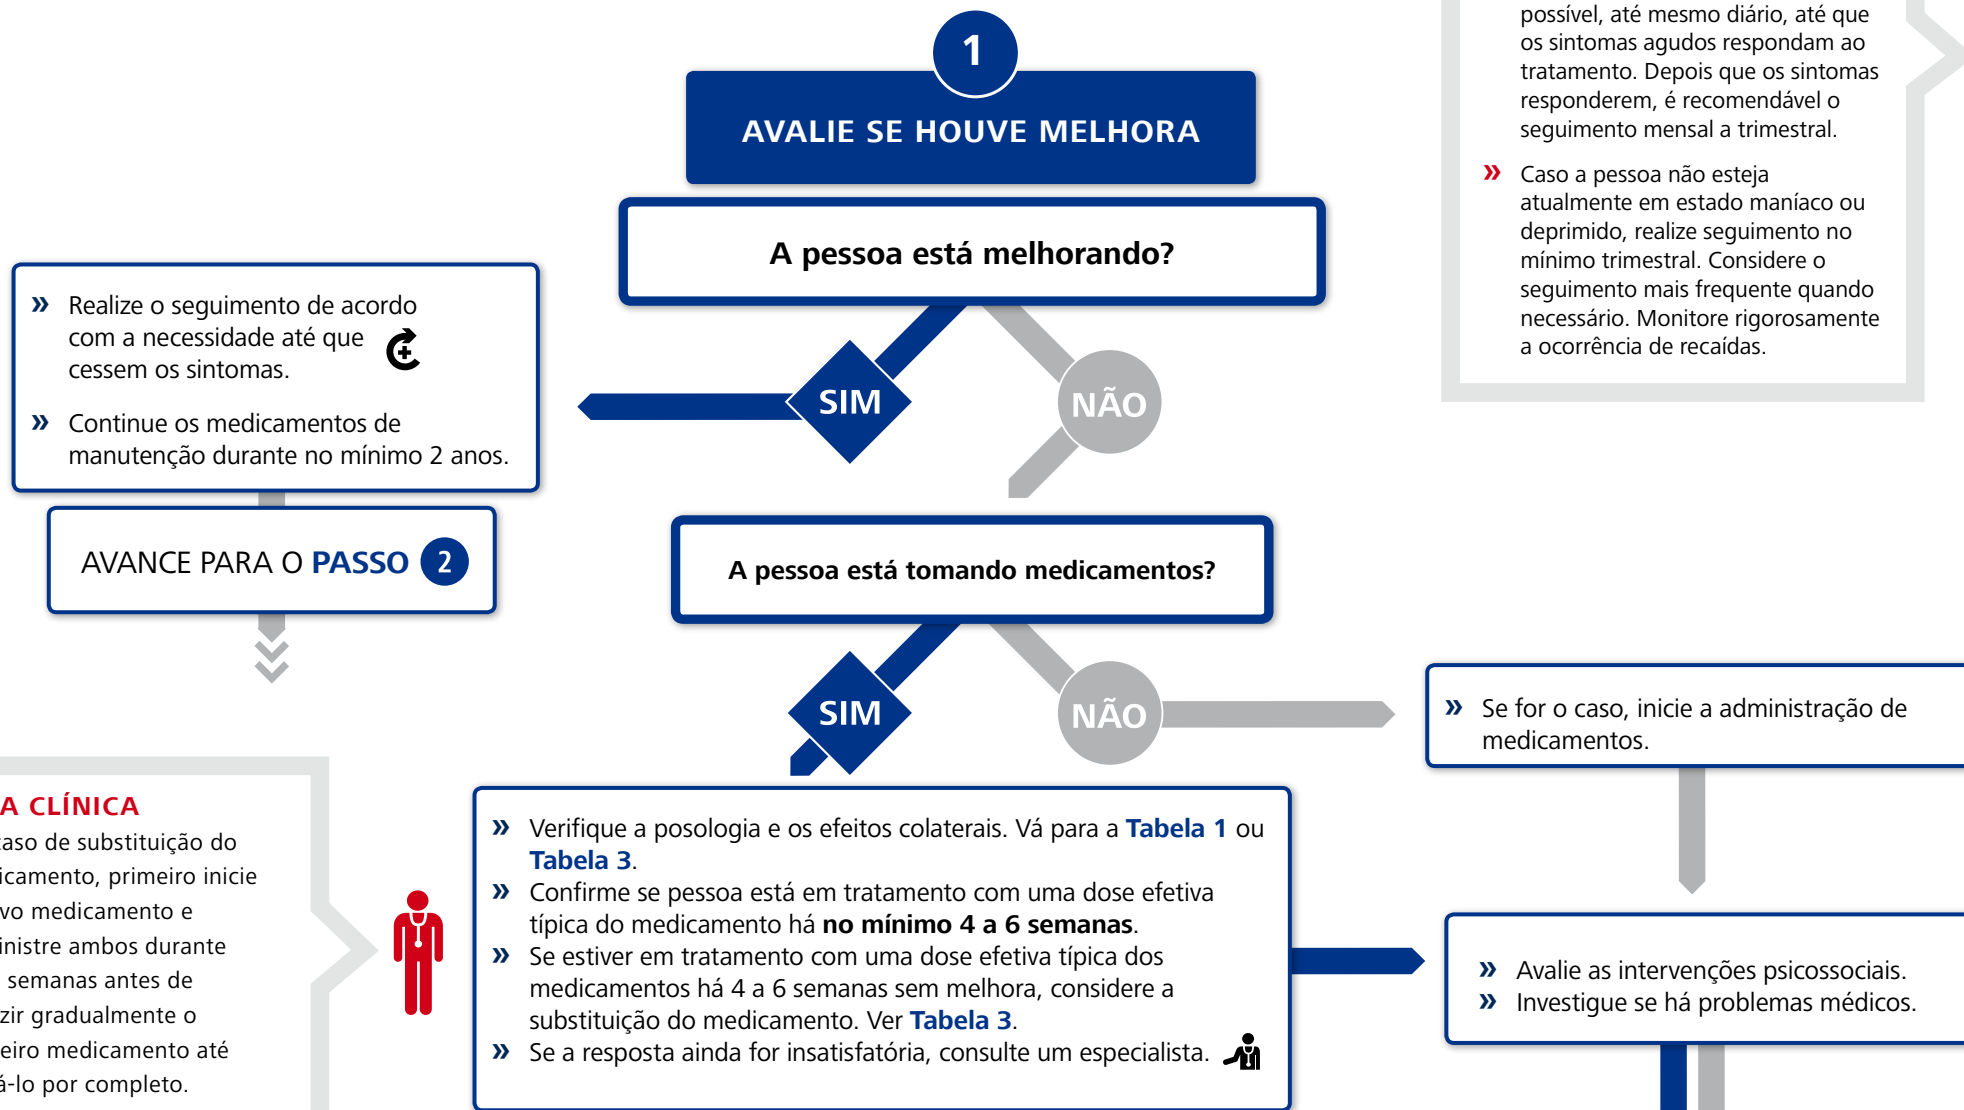 1
AVALIE SE HOUVE MELHORA
A pessoa está melhorando?
SIM
NÃO
» Realize o seguimento de acordo
com a necessidade até que
cessem os sintomas.
» Continue os medicamentos de
manutenção durante no mínimo 2 anos.
AVANCE PARA O PASSO 2
possível, até mesmo diário, até que
os sintomas agudos respondam ao
tratamento. Depois que os sintomas
responderem, é recomendável o
seguimento mensal a trimestral.
» Caso a pessoa não esteja
atualmente em estado maníaco ou
deprimido, realize seguimento no
mínimo trimestral. Considere o
seguimento mais frequente quando
necessário. Monitore rigorosamente
a ocorrência de recaídas.
A pessoa está tomando medicamentos?
SIM
NÃO
» Se for o caso, inicie a administração de
medicamentos.
A CLÍNICA
caso de substituição do
icamento, primeiro inicie
vo medicamento e
inistre ambos durante
semanas antes de
zir gradualmente o
eiro medicamento até
á-lo por completo.
» Verifique a posologia e os efeitos colaterais. Vá para a Tabela 1 ou
Tabela 3.
» Confirme se pessoa está em tratamento com uma dose efetiva
típica do medicamento há no mínimo 4 a 6 semanas.
» Se estiver em tratamento com uma dose efetiva típica dos
medicamentos há 4 a 6 semanas sem melhora, considere a
substituição do medicamento. Ver Tabela 3.
» Se a resposta ainda for insatisfatória, consulte um especialista.
» Avalie as intervenções psicossociais.
» Investigue se há problemas médicos.